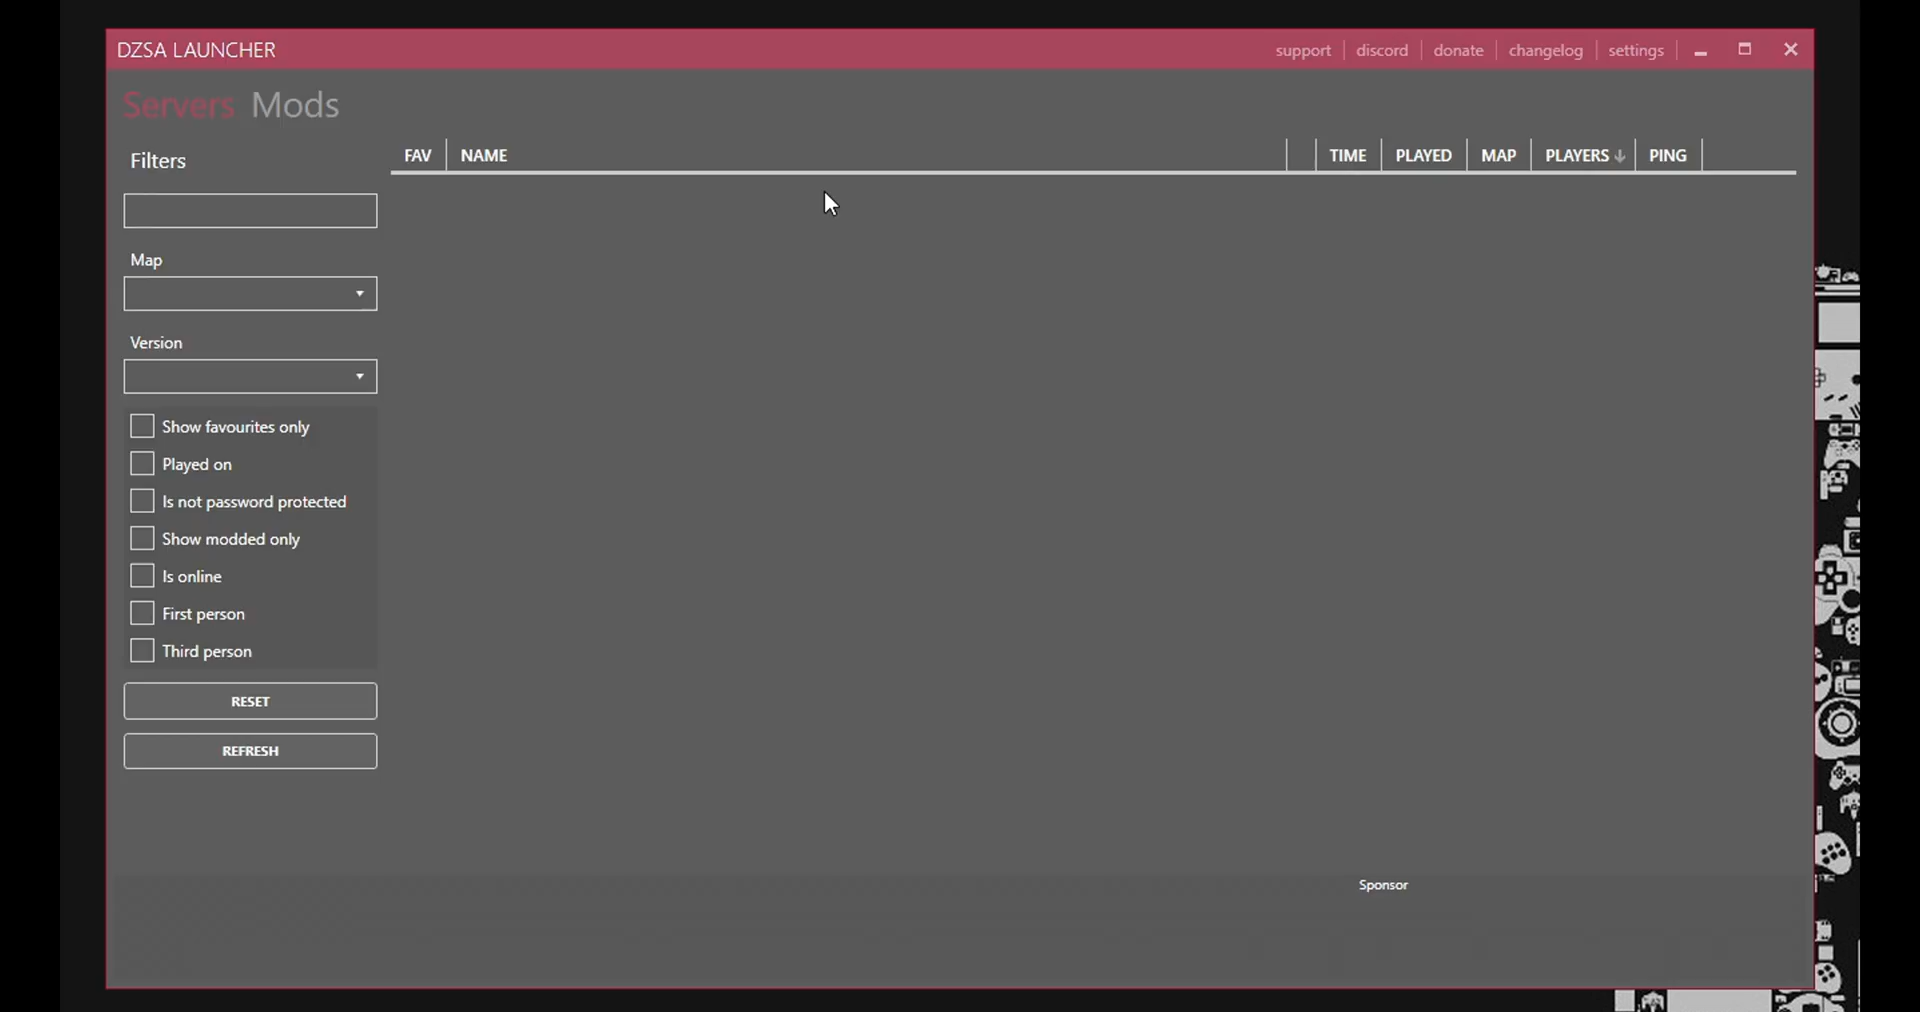 DZSA LAUNCHER
support
discord
donate
changelog
settings
Servers Mods
Filters
FAV
NAME
TIME
PLAYED
MAP
PLAYERS
PING
Map
Version
Show favourites only
Played on
Is not password protected
Show modded only
Is online
First person
Third person
RESET
REFRESH
Sponsor